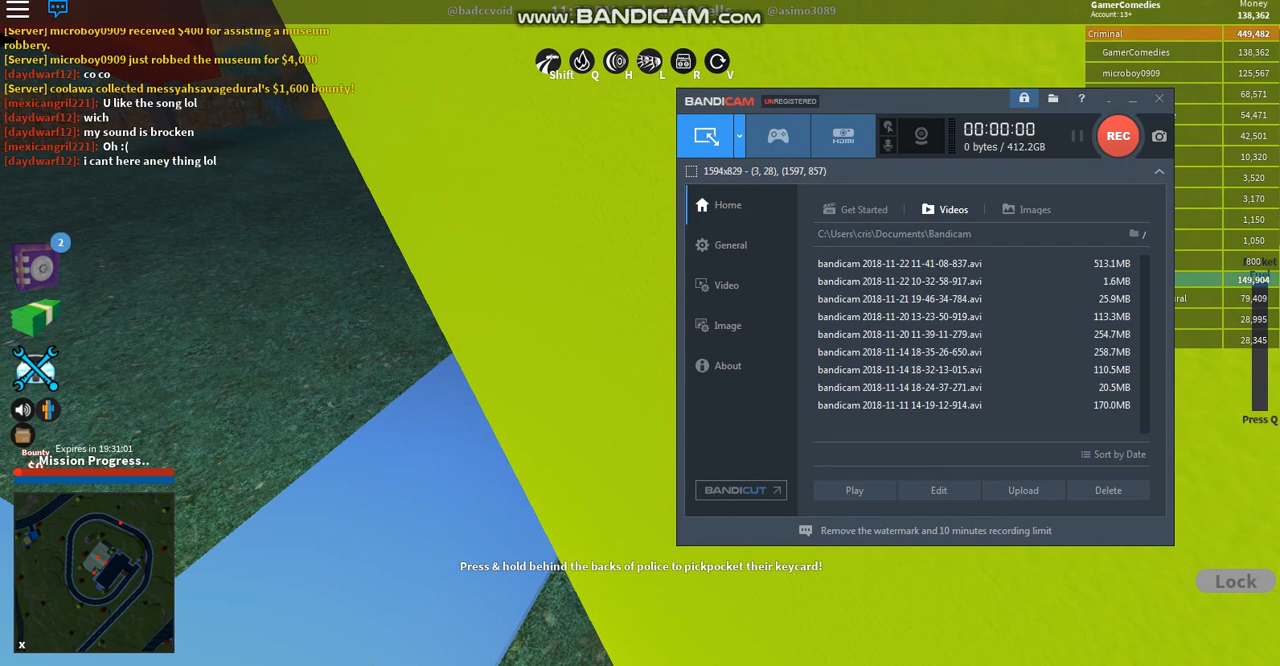 @badccvoid
@asimo3089
www.BANDICAM.com
[Server] microboy0909 received $400 for assisting a museum
robbery.
[Server] microboy0909 just robbed the museum for $4,000
[daydwarf12]: co co
[Server] coolawa collected messyahsavagedural's $1,600 bounty!
[mexicangril221]: U like the song lol
[daydwarf12]: wich
[daydwarf12]: my sound is brocken
[mexicangril221]: Oh :(
[daydwarf12]: i cant here aney thing lol
Shift
Q
H
L
R
V
GamerComedies
Account: 13+
Money
138,362
Criminal
449,482
GamerComedies
138,362
microboy0909
125,567
68,571
54,471
42,501
10,320
3,520
3,170
1,150
1,050
800
149,904
79,409
28,995
28,345
Press Q
Lock
BANDICAM
UNREGISTERED
?
HDMI
00:00:00
0 bytes / 412.2GB
REC
1594x829 - (3, 28), (1597, 857)
Home
General
Video
Image
About
BANDICUT
Get Started
Videos
Images
C:\Users\cris\Documents\Bandicam
/
bandicam 2018-11-22 11-41-08-837.avi 513.1MB
bandicam 2018-11-22 10-32-58-917.avi 1.6MB
bandicam 2018-11-21 19-46-34-784.avi 25.9MB
bandicam 2018-11-20 13-23-50-919.avi 113.3MB
bandicam 2018-11-20 11-39-11-279.avi 254.7MB
bandicam 2018-11-14 18-35-26-650.avi 258.7MB
bandicam 2018-11-14 18-32-13-015.avi 110.5MB
bandicam 2018-11-14 18-24-37-271.avi 20.5MB
bandicam 2018-11-11 14-19-12-914.avi 170.0MB
Sort by Date
Play
Edit
Upload
Delete
Remove the watermark and 10 minutes recording limit
2
Expires in 19:31:01
Bounty
Mission Progress..
X
Press & hold behind the backs of police to pickpocket their keycard!